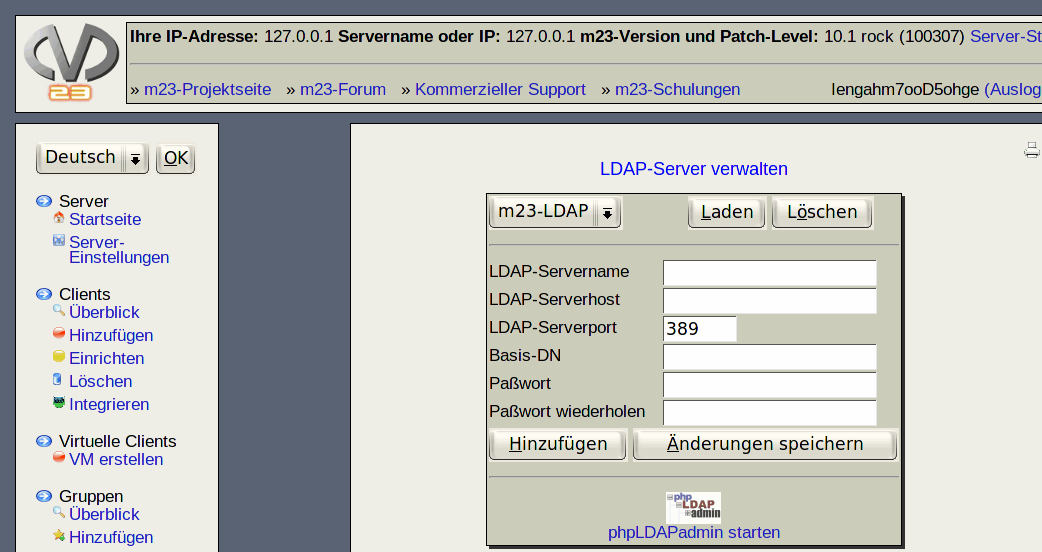 Ihre IP-Adresse: 127.0.0.1 Servername oder IP: 127.0.0.1 m23-Version und Patch-Level: 10.1 rock (100307) Server-St
» m23-Projektseite » m23-Forum » Kommerzieller Support » m23-Schulungen lengahm7ooD5ohge (Auslog
23
Deutsch OK
Server
Startseite
Server-
Einstellungen
Clients
Überblick
Hinzufügen
Einrichten
Löschen
Integrieren
Virtuelle Clients
VM erstellen
Gruppen
Überblick
Hinzufügen
LDAP-Server verwalten
m23-LDAP Laden Löschen
LDAP-Servername
LDAP-Serverhost
LDAP-Serverport 389
Basis-DN
Paßwort
Paßwort wiederholen
Hinzufügen Änderungen speichern
php
LDAP
admin
phpLDAPadmin starten